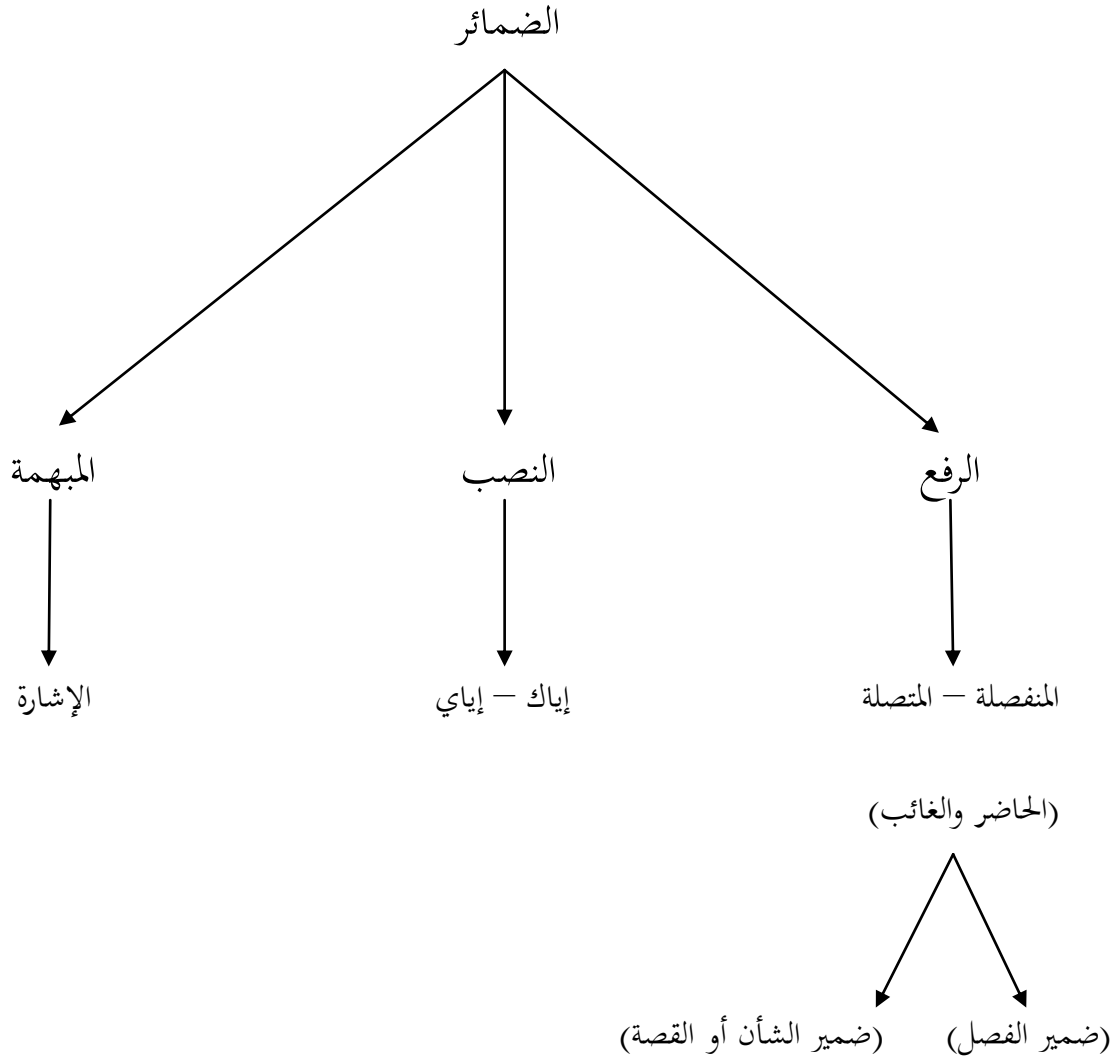 الضمائر
الرفع النصب المبهمة
المنفصلة – المتصلة إياك – إياي الإشارة
(الحاضر والغائب)
(ضمير الفصل) (ضمير الشأن أو القصة)